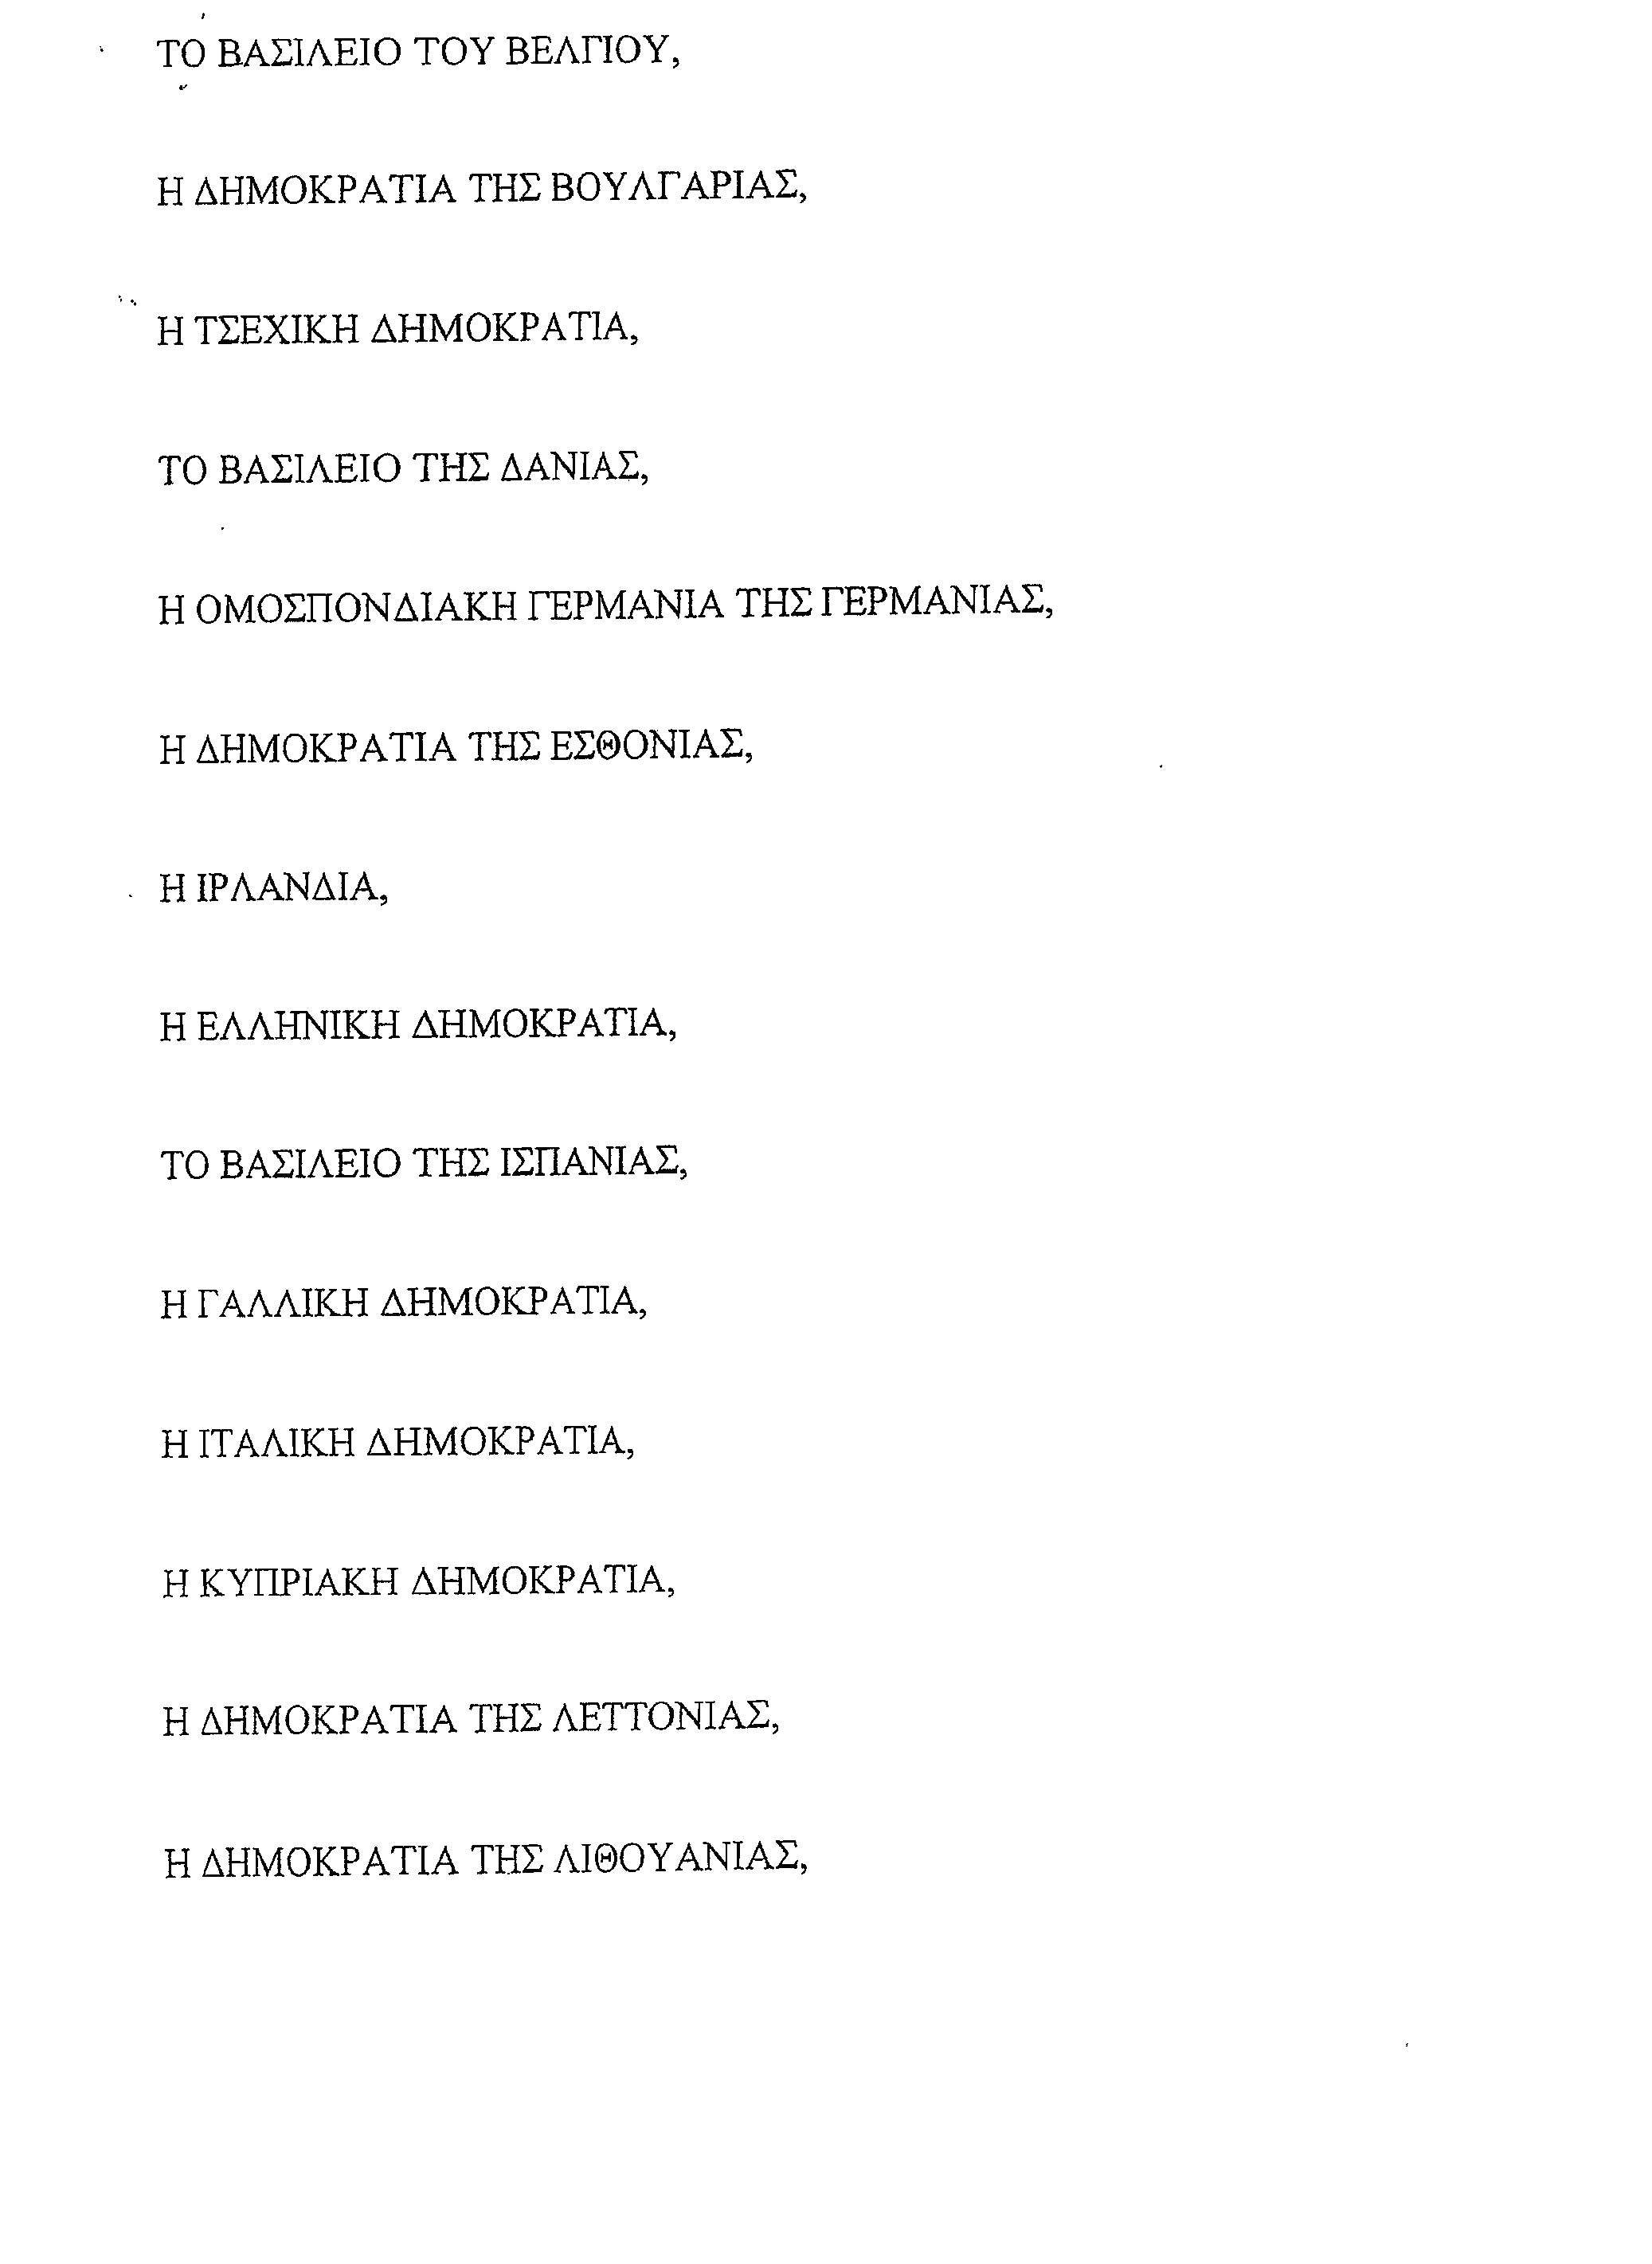 ΤΟ ΒΑΣΙΛΕΙΟ ΤΟΥ ΒΕΛΓΙΟΥ,
Η ΔΗΜΟΚΡΑΤΙΑ ΤΗΣ ΒΟΥΛΓΑΡΙΑΣ,
Η ΤΣΕΧΙΚΗ ΔΗΜΟΚΡΑΤΙΑ,
ΤΟ ΒΑΣΙΛΕΙΟ ΤΗΣ ΔΑΝΙΑΣ,
Η ΟΜΟΣΠΟΝΔΙΑΚΗ ΓΕΡΜΑΝΙΑ ΤΗΣ ΓΕΡΜΑΝΙΑΣ,
Η ΔΗΜΟΚΡΑΤΙΑ ΤΗΣ ΕΣΘΟΝΙΑΣ,
Η ΙΡΛΑΝΔΙΑ,
Η ΕΛΛΗΝΙΚΗ ΔΗΜΟΚΡΑΤΙΑ,
ΤΟ ΒΑΣΙΛΕΙΟ ΤΗΣ ΙΣΠΑΝΙΑΣ,
Η ΓΑΛΛΙΚΗ ΔΗΜΟΚΡΑΤΙΑ,
Η ΙΤΑΛΙΚΗ ΔΗΜΟΚΡΑΤΙΑ,
Η ΚΥΠΡΙΑΚΗ ΔΗΜΟΚΡΑΤΙΑ,
Η ΔΗΜΟΚΡΑΤΙΑ ΤΗΣ ΛΕΤΤΟΝΙΑΣ,
Η ΔΗΜΟΚΡΑΤΙΑ ΤΗΣ ΛΙΘΟΥΑΝΙΑΣ,